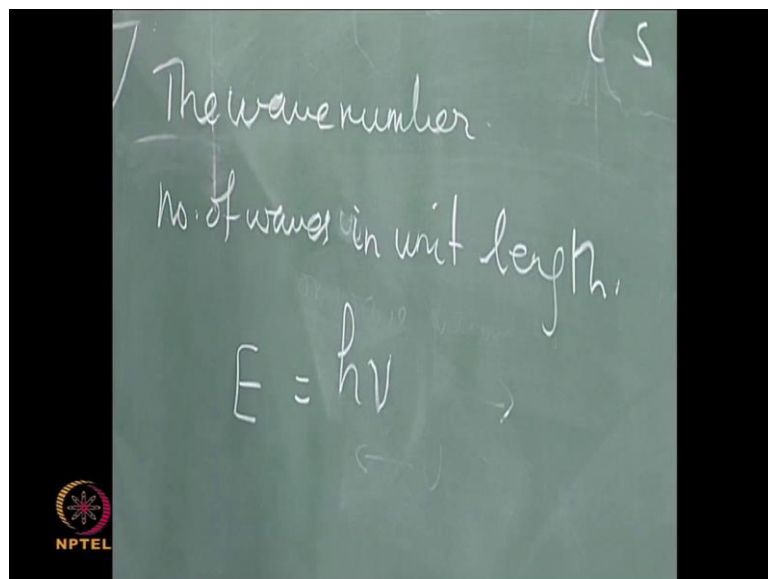 ( s
The wave number.
no. of waves in unit length.
E = hν
← ν
NPTEL